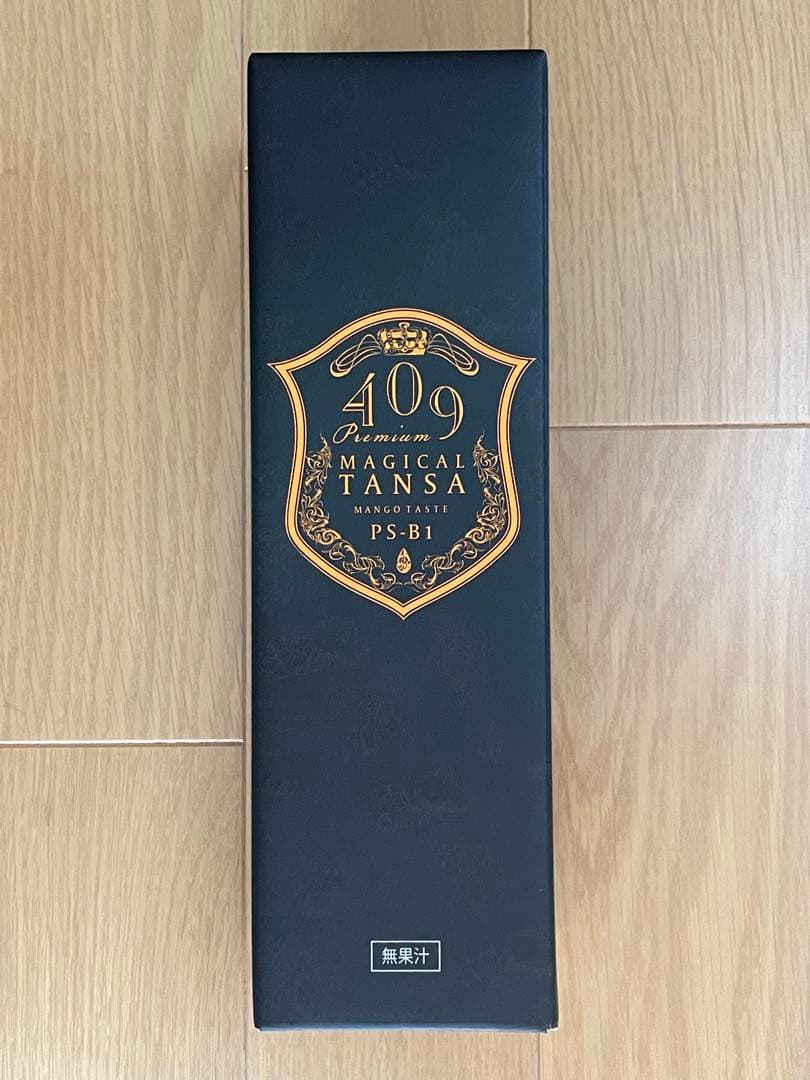 409
Premium
MAGICAL
TANSA
MANGO TASTE
PS-B1
無果汁